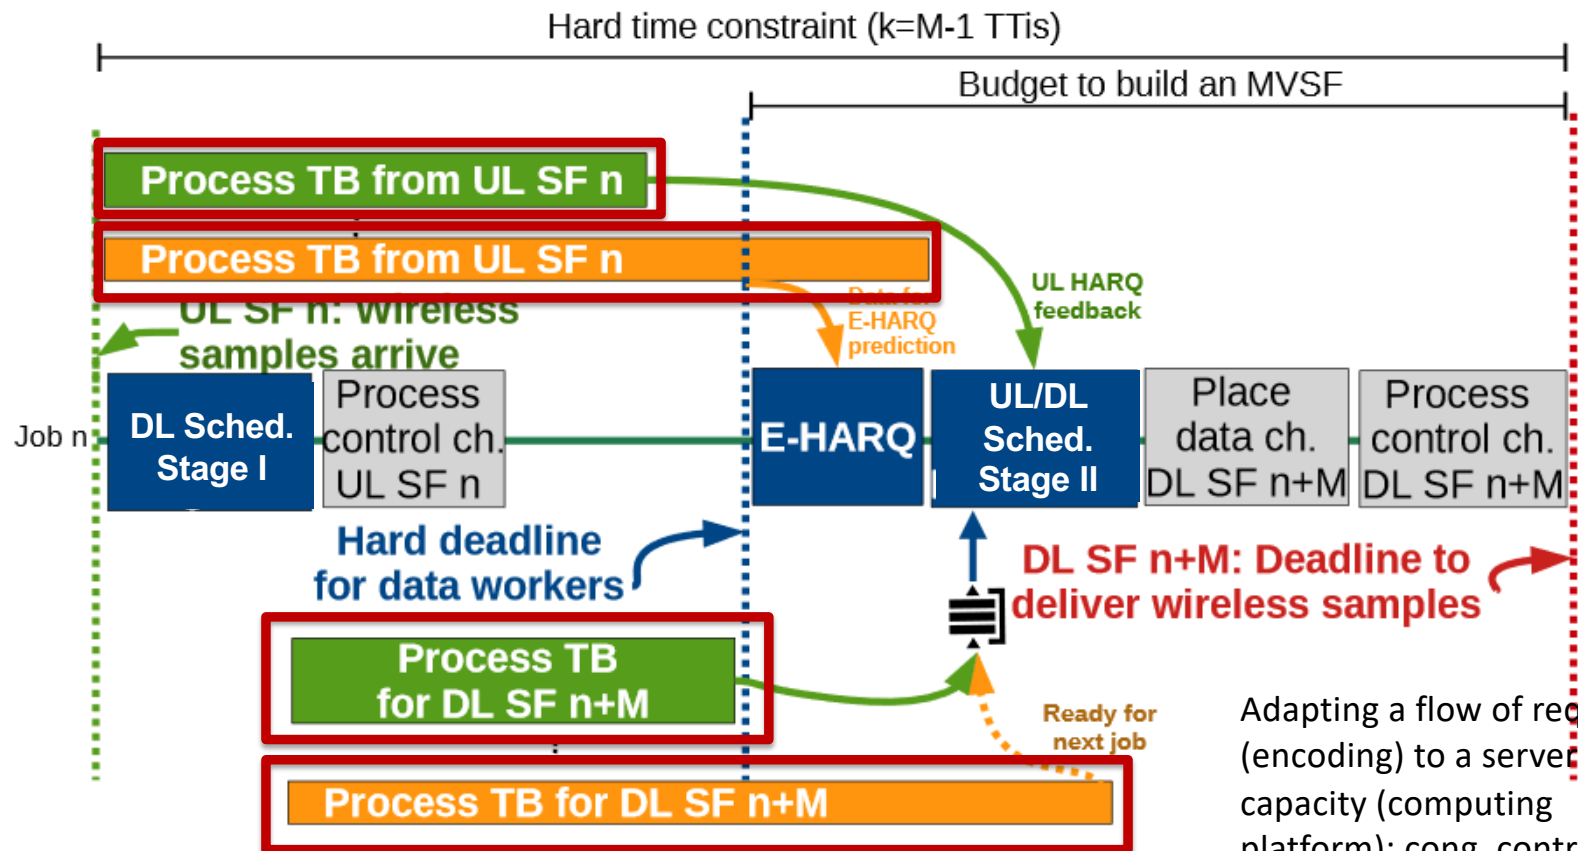 Hard time constraint (k=M-1 TTis)
Budget to build an MVSF
Process TB from UL SF n
Process TB from UL SF n
UL SF n: Wireless
samples arrive
Data for
E-HARQ
prediction
UL HARQ
feedback
Job n
DL Sched.
Stage I
Process
control ch.
UL SF n
E-HARQ
UL/DL
Sched.
Stage II
Place
data ch.
DL SF n+M
Process
control ch.
DL SF n+M
Hard deadline
for data workers
DL SF n+M: Deadline to
deliver wireless samples
Process TB
for DL SF n+M
Ready for
next job
Process TB for DL SF n+M
Adapting a flow of
(encoding) to a server
capacity (computing
platform): cong.